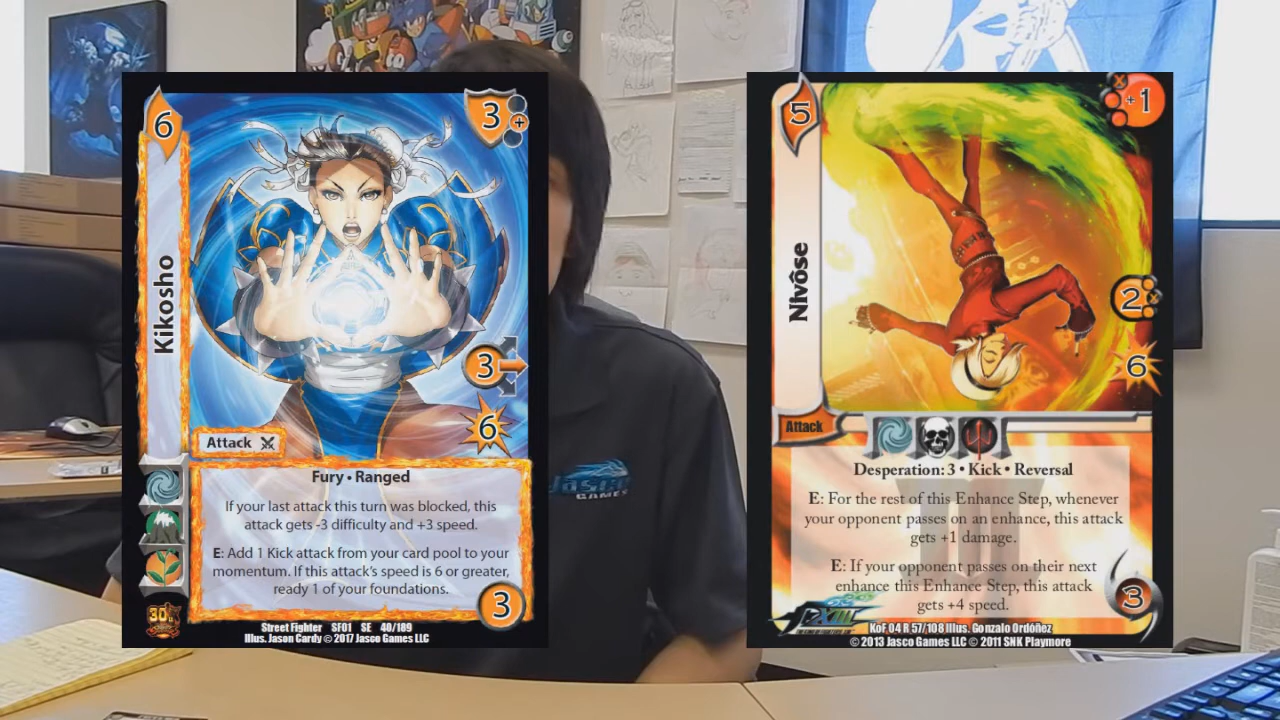 6
3
+
Kikosho
3
6
Attack
Fury • Ranged
If your last attack this turn was blocked, this
attack gets -3 difficulty and +3 speed.
E: Add 1 Kick attack from your card pool to your
momentum. If this attack's speed is 6 or greater,
ready 1 of your foundations.
3
30
Street Fighter SF01 SE 40/189
Illus. Jason Cardy © 2017 Jasco Games LLC
Jasco
GAMES
5
+1
Nivôse
2
6
Attack
Desperation: 3 • Kick • Reversal
E: For the rest of this Enhance Step, whenever
your opponent passes on an enhance, this attack
gets +1 damage.
E: If your opponent passes on their next
enhance this Enhance Step, this attack
gets +4 speed.
3
XIII
KoF 04 R 57/108 Illus. Gonzalo Ordóñez
© 2013 Jasco Games LLC © 2011 SNK Playmore